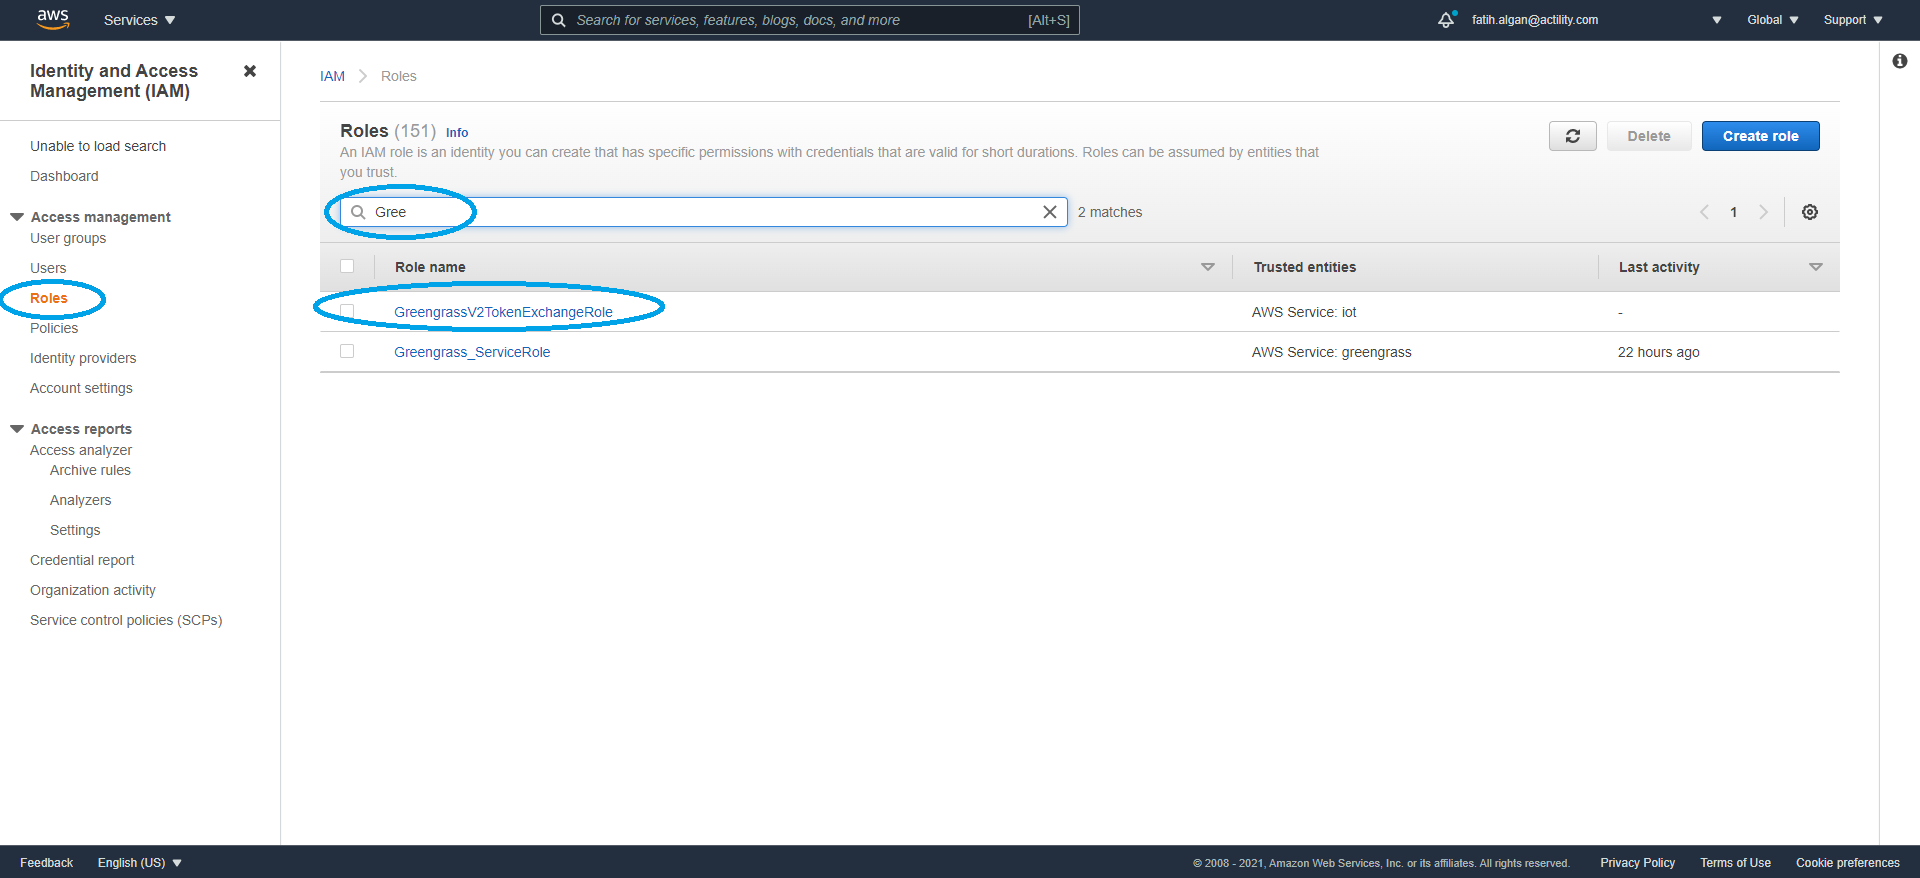 aws
Services
Search for services, features, blogs, docs, and more [Alt+S]
fatih.algan@actility.com
Global
Support
Identity and Access
Management (IAM)
Unable to load search
Dashboard
Access management
User groups
Users
Roles
Policies
Identity providers
Account settings
Access reports
Access analyzer
Archive rules
Analyzers
Settings
Credential report
Organization activity
Service control policies (SCPs)
IAM Roles
Roles (151) Info
An IAM role is an identity you can create that has specific permissions with credentials that are valid for short durations. Roles can be assumed by entities that
you trust.
Delete
Create role
Gree
2 matches
1
Role name Trusted entities Last activity
GreengrassV2TokenExchangeRole AWS Service: iot -
Greengrass_ServiceRole AWS Service: greengrass 22 hours ago
Feedback English (US)
© 2008 - 2021, Amazon Web Services, Inc. or its affiliates. All rights reserved. Privacy Policy Terms of Use Cookie preferences